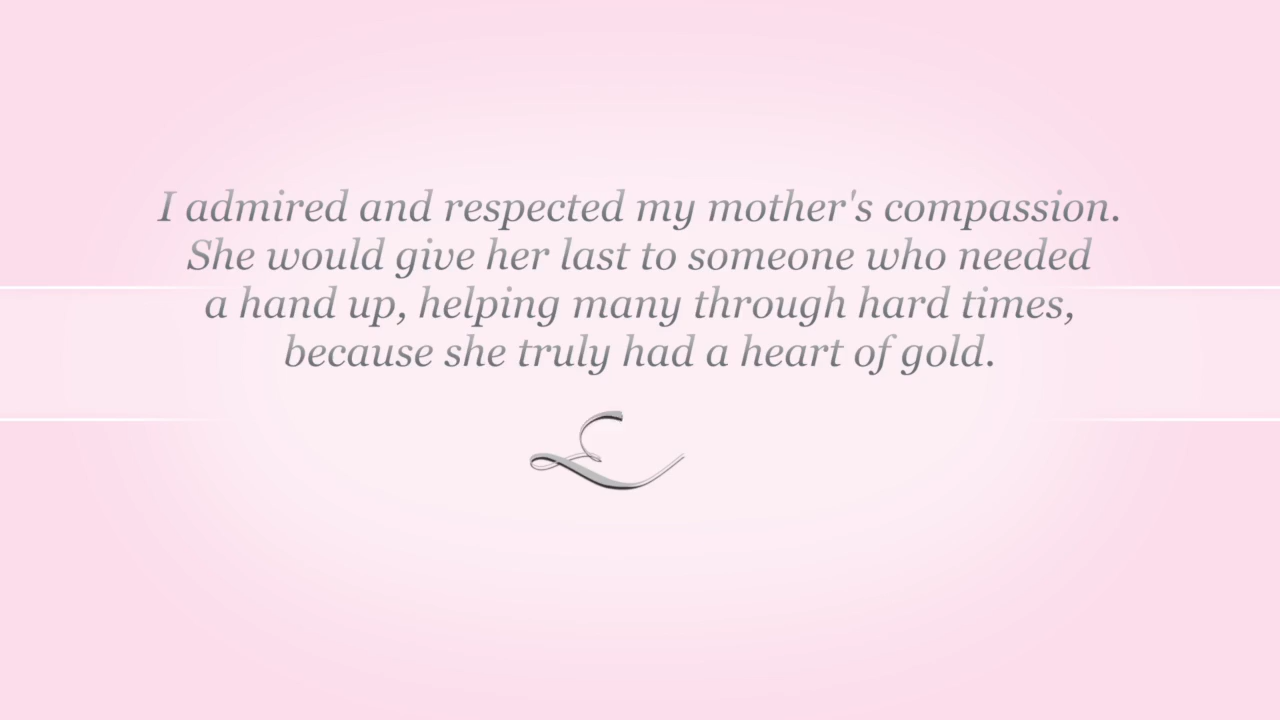 I admired and respected my mother's compassion.
She would give her last to someone who needed
a hand up, helping many through hard times,
because she truly had a heart of gold.